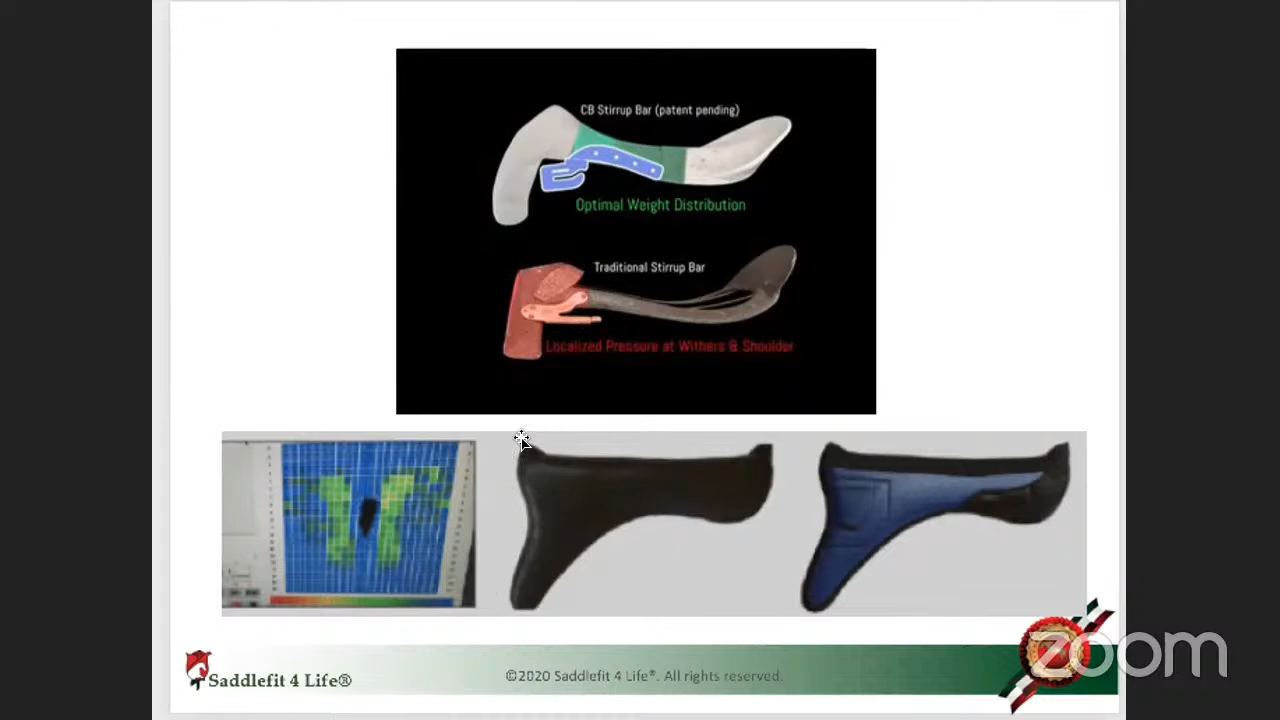 CB Stirrup Bar (patent pending)
Optimal Weight Distribution
Traditional Stirrup Bar
Localized Pressure at Withers & Shoulder
Saddlefit 4 Life®
©2020 Saddlefit 4 Life®. All rights reserved.
zoom